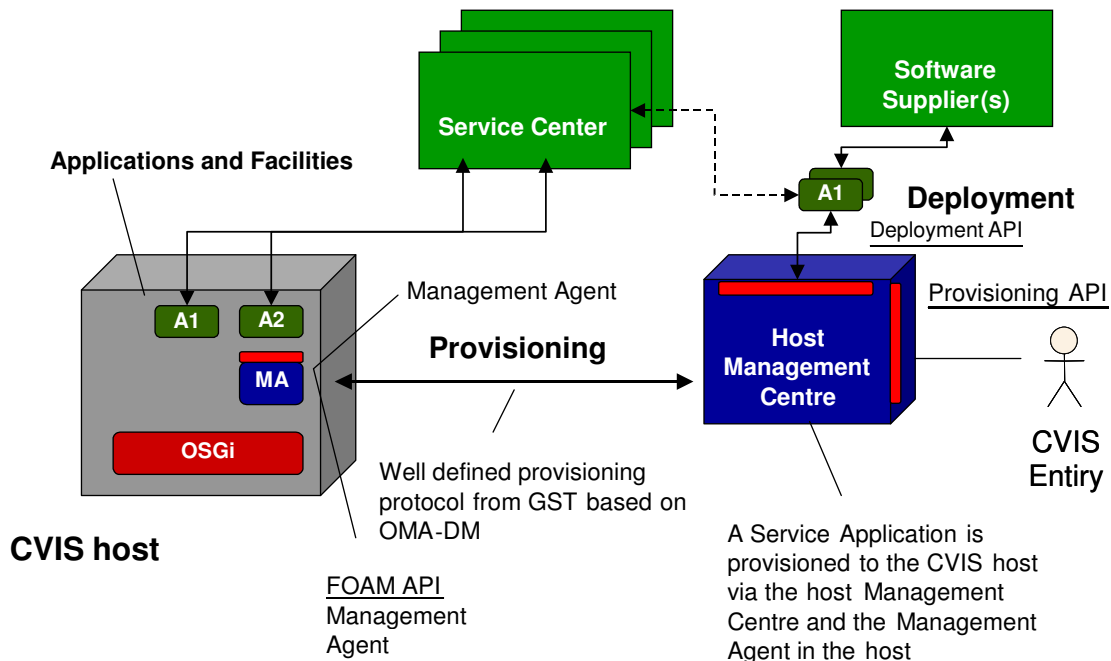 Service Center
Software
Supplier(s)
Applications and Facilities
A1
Deployment
Deployment API
A1
A2
MA
OSGi
Management Agent
Provisioning
Host
Management
Centre
Provisioning API
CVIS
Entiry
Well defined provisioning
protocol from GST based on
OMA-DM
CVIS host
FOAM API
Management
Agent
A Service Application is
provisioned to the CVIS host
via the host Management
Centre and the Management
Agent in the host